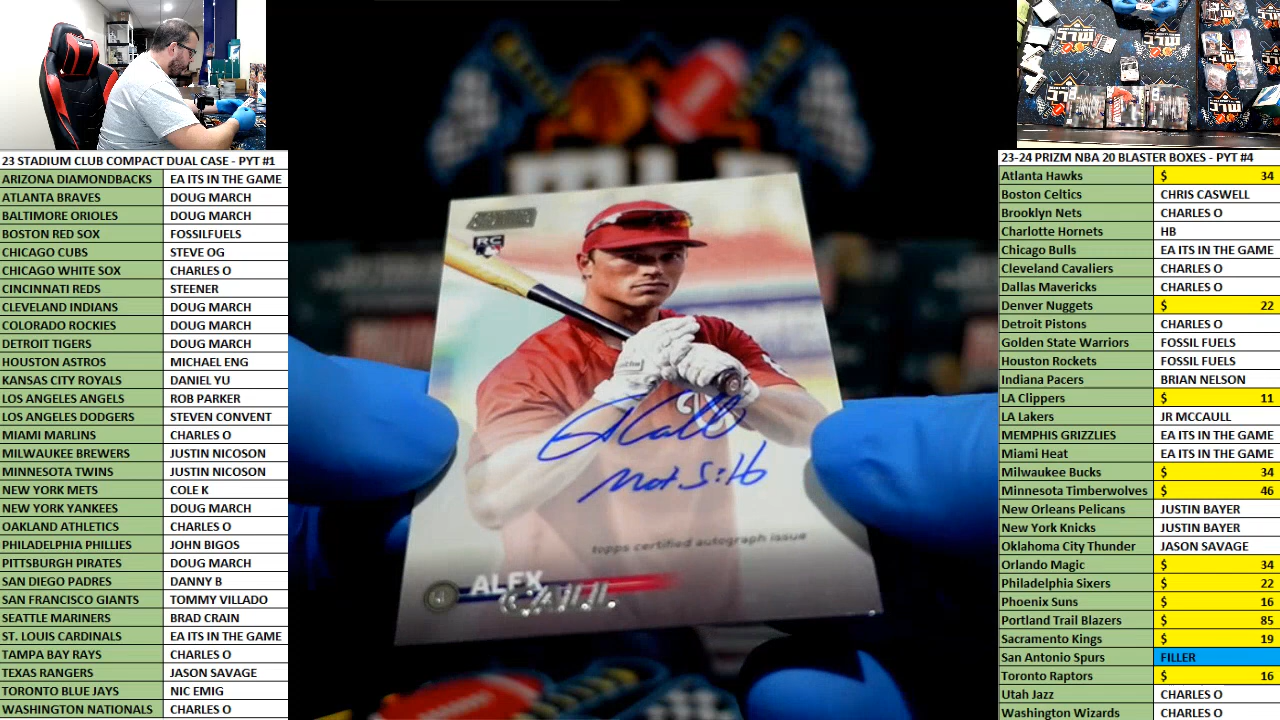 23 STADIUM CLUB COMPACT DUAL CASE - PYT #1
ARIZONA DIAMONDBACKS EA ITS IN THE GAME
ATLANTA BRAVES DOUG MARCH
BALTIMORE ORIOLES DOUG MARCH
BOSTON RED SOX FOSSILFUELS
CHICAGO CUBS STEVE OG
CHICAGO WHITE SOX CHARLES O
CINCINNATI REDS STEENER
CLEVELAND INDIANS DOUG MARCH
COLORADO ROCKIES DOUG MARCH
DETROIT TIGERS DOUG MARCH
HOUSTON ASTROS MICHAEL ENG
KANSAS CITY ROYALS DANIEL YU
LOS ANGELES ANGELS ROB PARKER
LOS ANGELES DODGERS STEVEN CONVENT
MIAMI MARLINS CHARLES O
MILWAUKEE BREWERS JUSTIN NICOSON
MINNESOTA TWINS JUSTIN NICOSON
NEW YORK METS COLE K
NEW YORK YANKEES DOUG MARCH
OAKLAND ATHLETICS CHARLES O
PHILADELPHIA PHILLIES JOHN BIGOS
PITTSBURGH PIRATES DOUG MARCH
SAN DIEGO PADRES DANNY B
SAN FRANCISCO GIANTS TOMMY VILLADO
SEATTLE MARINERS BRAD CRAIN
ST. LOUIS CARDINALS EA ITS IN THE GAME
TAMPA BAY RAYS CHARLES O
TEXAS RANGERS JASON SAVAGE
TORONTO BLUE JAYS NIC EMIG
WASHINGTON NATIONALS CHARLES O
RC
Mat 5:16
topps certified autograph issue
ALEX
CALL
23-24 PRIZM NBA 20 BLASTER BOXES - PYT #4
Atlanta Hawks $ 34
Boston Celtics CHRIS CASWELL
Brooklyn Nets CHARLES O
Charlotte Hornets HB
Chicago Bulls EA ITS IN THE GAME
Cleveland Cavaliers CHARLES O
Dallas Mavericks CHARLES O
Denver Nuggets $ 22
Detroit Pistons CHARLES O
Golden State Warriors FOSSIL FUELS
Houston Rockets FOSSIL FUELS
Indiana Pacers BRIAN NELSON
LA Clippers $ 11
LA Lakers JR MCCAULL
MEMPHIS GRIZZLIES EA ITS IN THE GAME
Miami Heat EA ITS IN THE GAME
Milwaukee Bucks $ 34
Minnesota Timberwolves $ 46
New Orleans Pelicans JUSTIN BAYER
New York Knicks JUSTIN BAYER
Oklahoma City Thunder JASON SAVAGE
Orlando Magic $ 34
Philadelphia Sixers $ 22
Phoenix Suns $ 16
Portland Trail Blazers $ 85
Sacramento Kings $ 19
San Antonio Spurs FILLER
Toronto Raptors $ 16
Utah Jazz CHARLES O
Washington Wizards CHARLES O